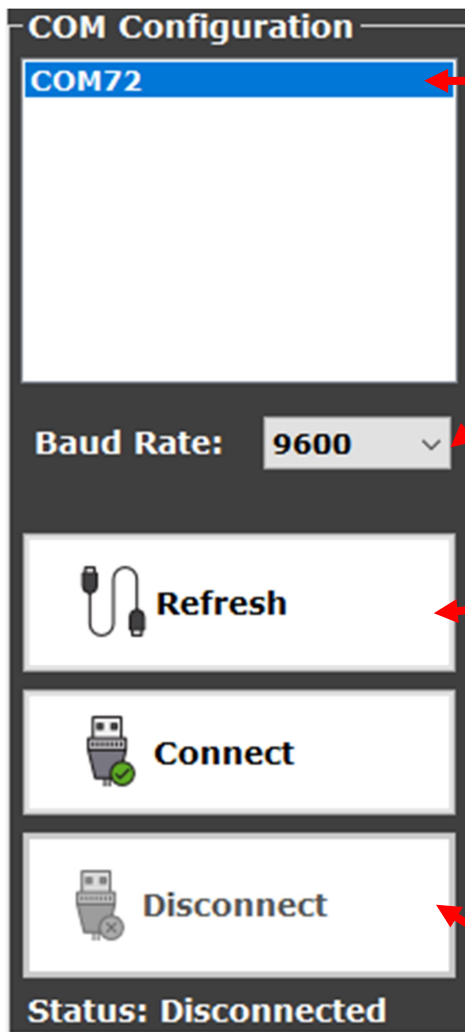 COM Configuration
COM72
Baud Rate: 9600
Refresh
Connect
Disconnect
Status: Disconnected